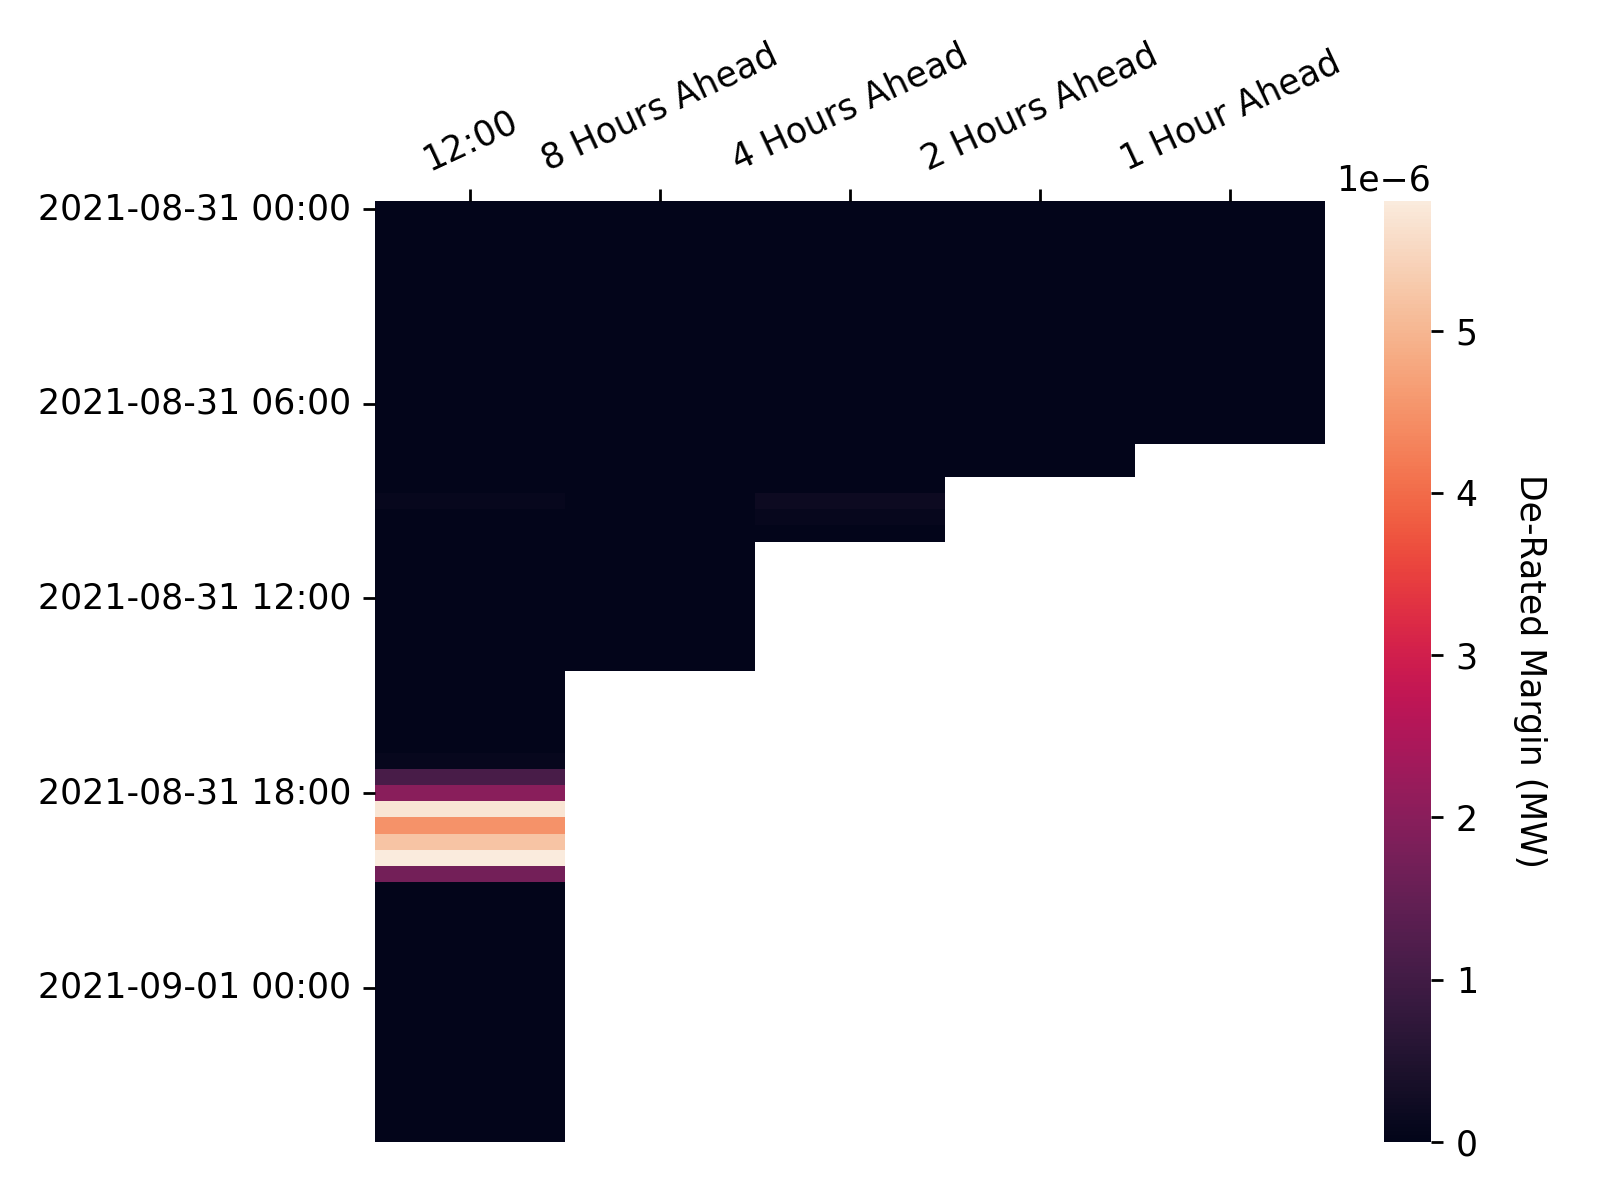 12:00
8 Hours Ahead
4 Hours Ahead
2 Hours Ahead
1 Hour Ahead
1e−6
2021-08-31 00:00
2021-08-31 06:00
2021-08-31 12:00
2021-08-31 18:00
2021-09-01 00:00
5
4
3
2
1
0
De-Rated Margin (MW)